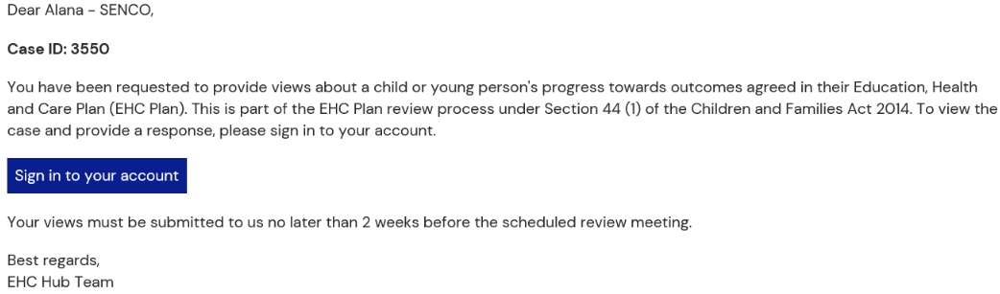 Dear Alana - SENCO,
Case ID: 3550
You have been requested to provide views about a child or young person's progress towards outcomes agreed in their Education, Health
and Care Plan (EHC Plan). This is part of the EHC Plan review process under Section 44 (1) of the Children and Families Act 2014. To view the
case and provide a response, please sign in to your account.
Sign in to your account
Your views must be submitted to us no later than 2 weeks before the scheduled review meeting.
Best regards,
EHC Hub Team